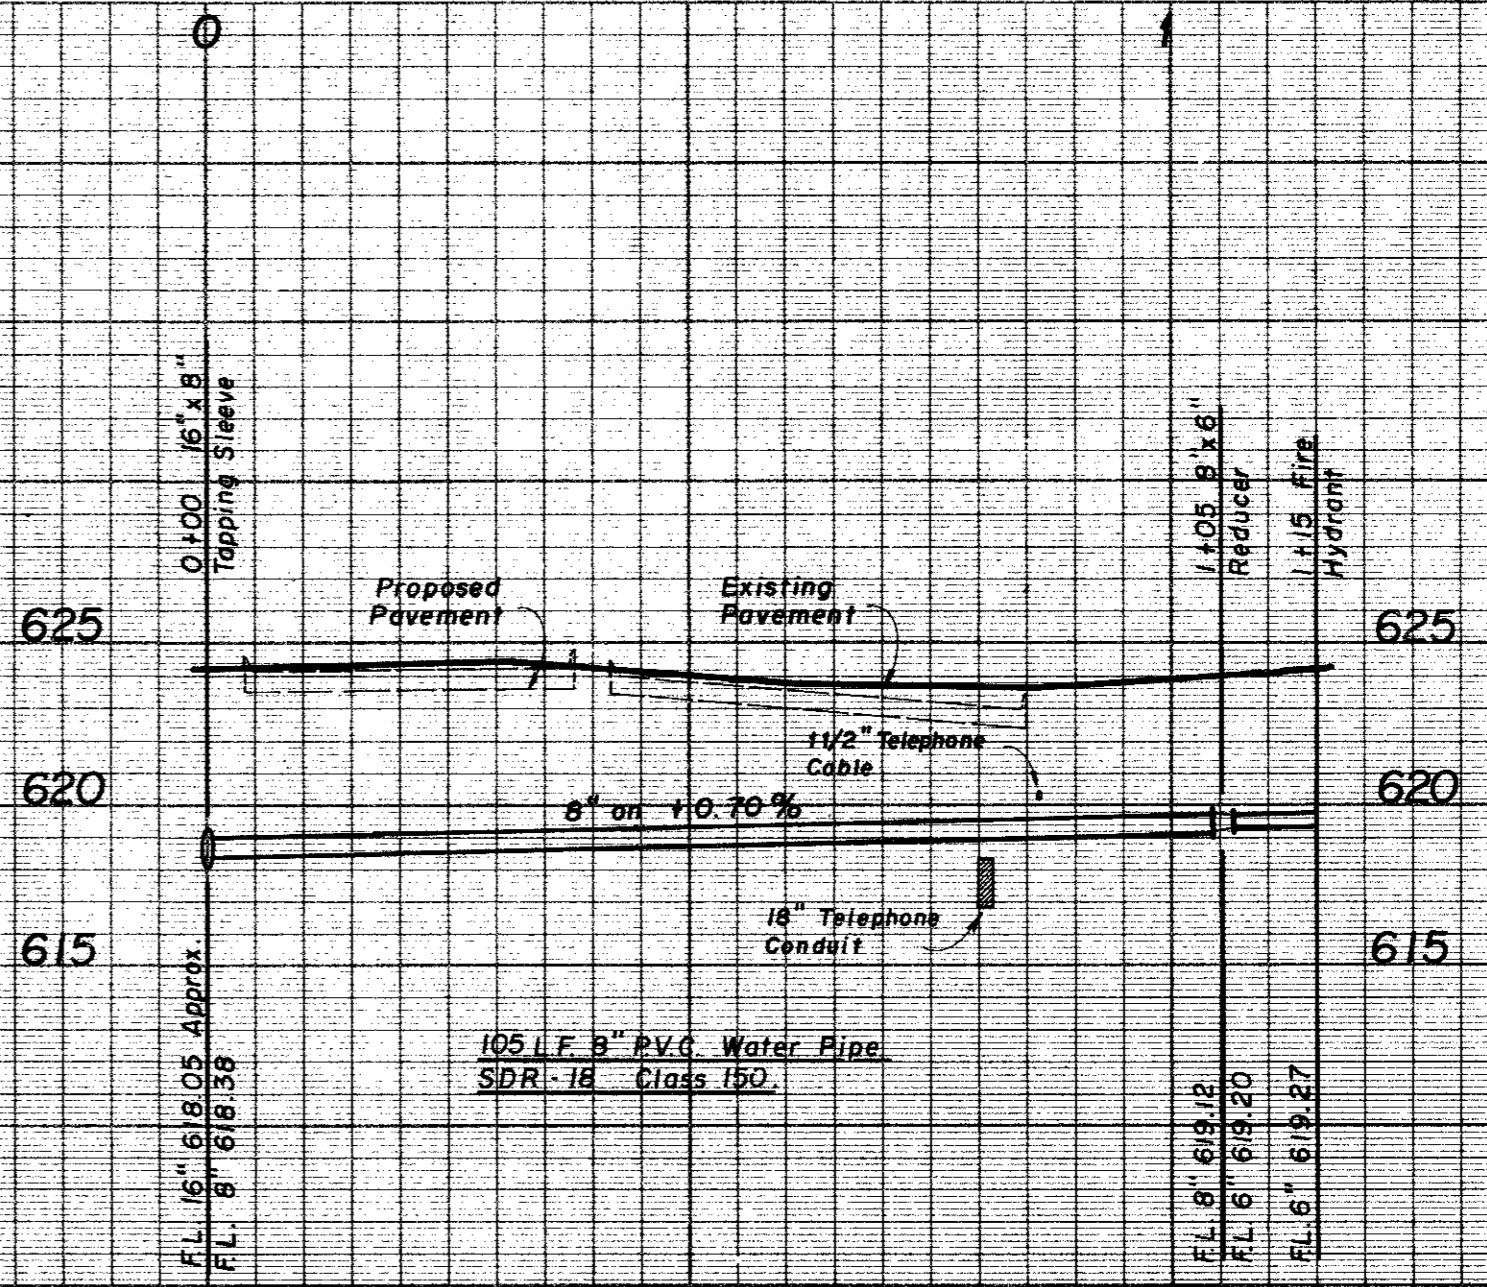 0
1
0+00 16" x 8"
Tapping Sleeve
1+05 8" x 6"
Reducer
1+15 Fire
Hydrant
Proposed
Pavement
Existing
Pavement
625
625
1 1/2" Telephone
Cable
620
620
8" on +0.70%
18" Telephone
Conduit
615
615
105 L.F. 8" P.V.C. Water Pipe
SDR - 18 Class 150.
F.L. 16" 618.05 Approx.
F.L. 8" 618.38
F.L. 8" 619.12
F.L. 6" 619.20
F.L. 6" 619.27